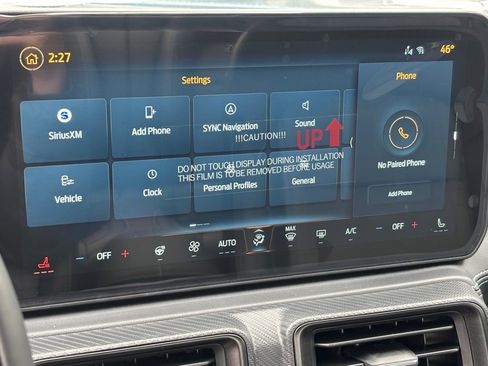 2:27
46°
Settings
Phone
S
SiriusXM
Add Phone
SYNC Navigation
Sound
!!!CAUTION!!!
UP
DO NOT TOUCH DISPLAY DURING INSTALLATION
THIS FILM IS TO BE REMOVED BEFORE USAGE
No Paired Phone
Vehicle
Clock
Personal Profiles
General
Add Phone
- OFF +
AUTO
MAX
A/C
- OFF +